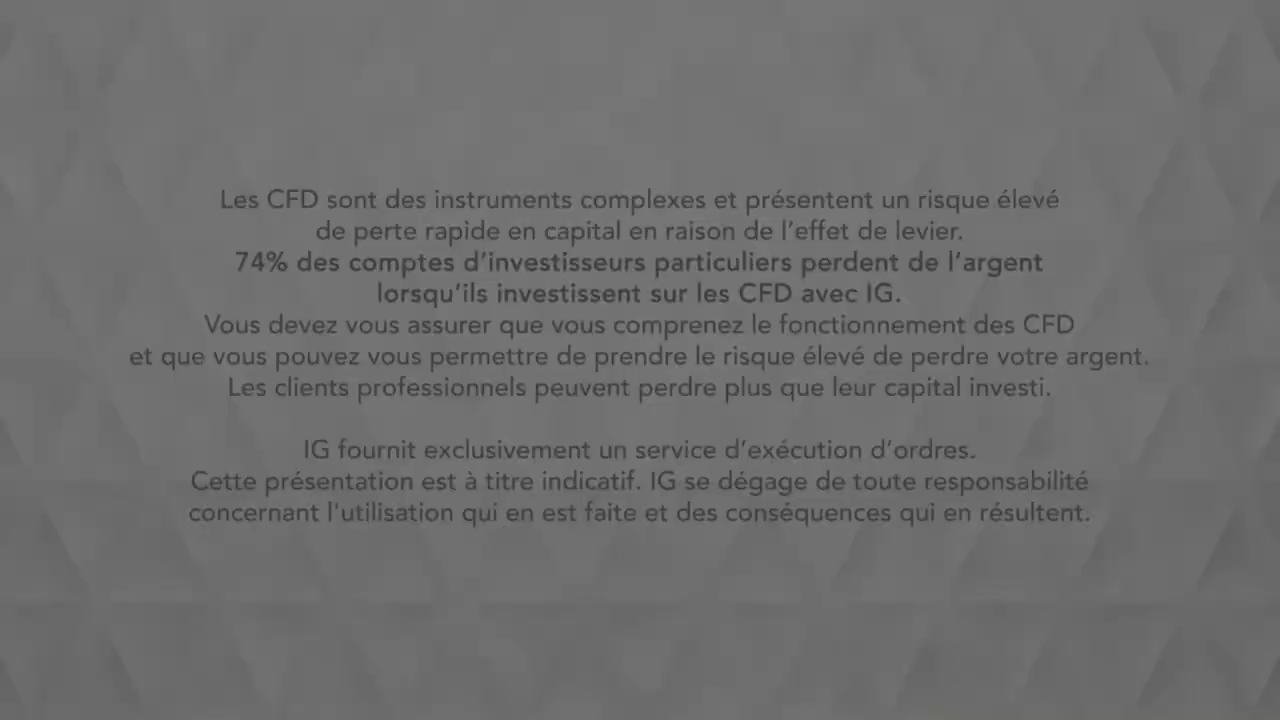 Les CFD sont des instruments complexes et présentent un risque élevé
de perte rapide en capital en raison de l’effet de levier.
74% des comptes d’investisseurs particuliers perdent de l’argent
lorsqu’ils investissent sur les CFD avec IG.
Vous devez vous assurer que vous comprenez le fonctionnement des CFD
et que vous pouvez vous permettre de prendre le risque élevé de perdre votre argent.
Les clients professionnels peuvent perdre plus que leur capital investi.
IG fournit exclusivement un service d’exécution d’ordres.
Cette présentation est à titre indicatif. IG se dégage de toute responsabilité
concernant l'utilisation qui en est faite et des conséquences qui en résultent.